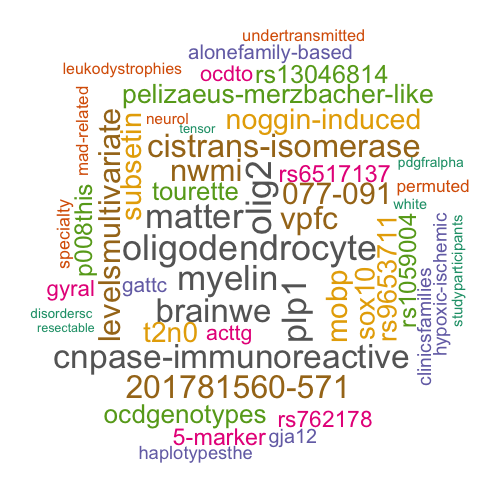 undertransmitted
alonefamily-based
leukodystrophies
ocdto
rs13046814
pelizaeus-merzbacher-like
mad-related
neurol
noggin-induced
tensor
cistrans-isomerase
levelsmultivariate
subsetin
nwmi
rs6517137
pdgfralpha
specialty
p008this
tourette
olig2
077-091
permuted
white
matter
vpfc
rs9653711
rs1059004
oligodendrocyte
gyral
gattc
myelin
plp1
mobp
sox10
clinicsfamilies
hypoxic-ischemic
studyparticipants
disordersc
brainwe
resectable
t2n0
acttg
cnpase-immunoreactive
201781560-571
ocdgenotypes
rs762178
5-marker
gja12
haplotypesthe